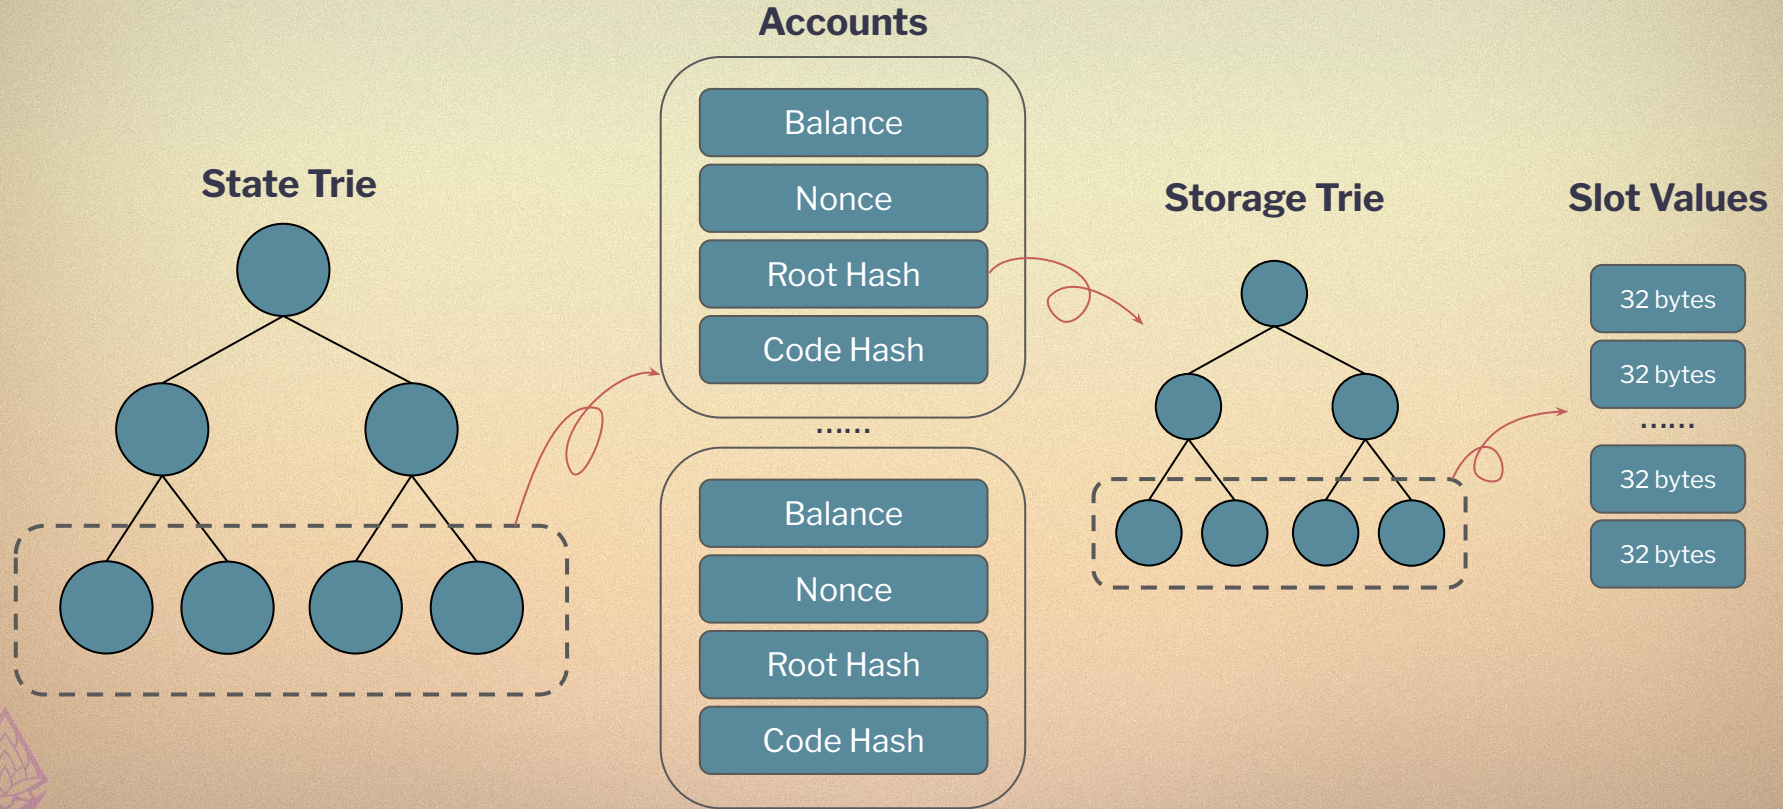 Accounts
State Trie
Balance
Nonce
Root Hash
Code Hash
......
Balance
Nonce
Root Hash
Code Hash
Storage Trie
Slot Values
32 bytes
32 bytes
......
32 bytes
32 bytes